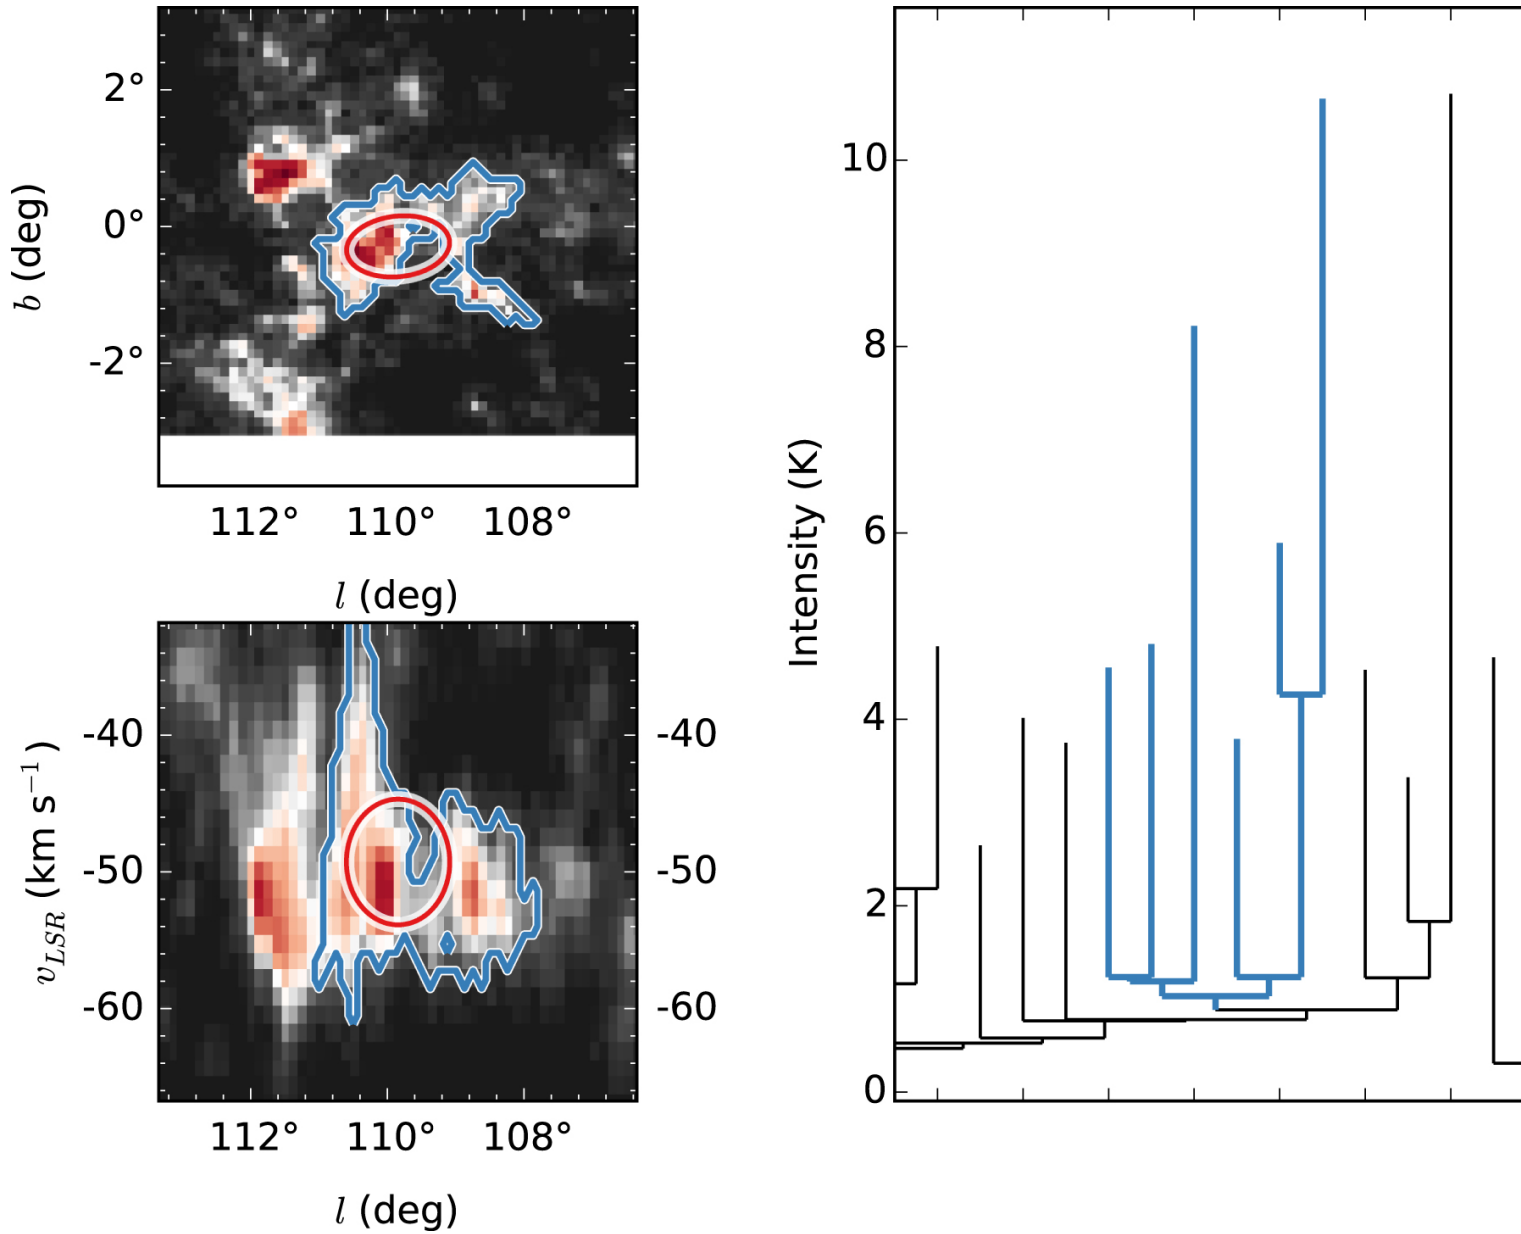 2°
0°
-2°
b (deg)
112° 110° 108°
l (deg)
-40 -40
-50 -50
-60 -60
v_LSR (km s⁻¹)
112° 110° 108°
l (deg)
10
8
6
4
2
0
Intensity (K)